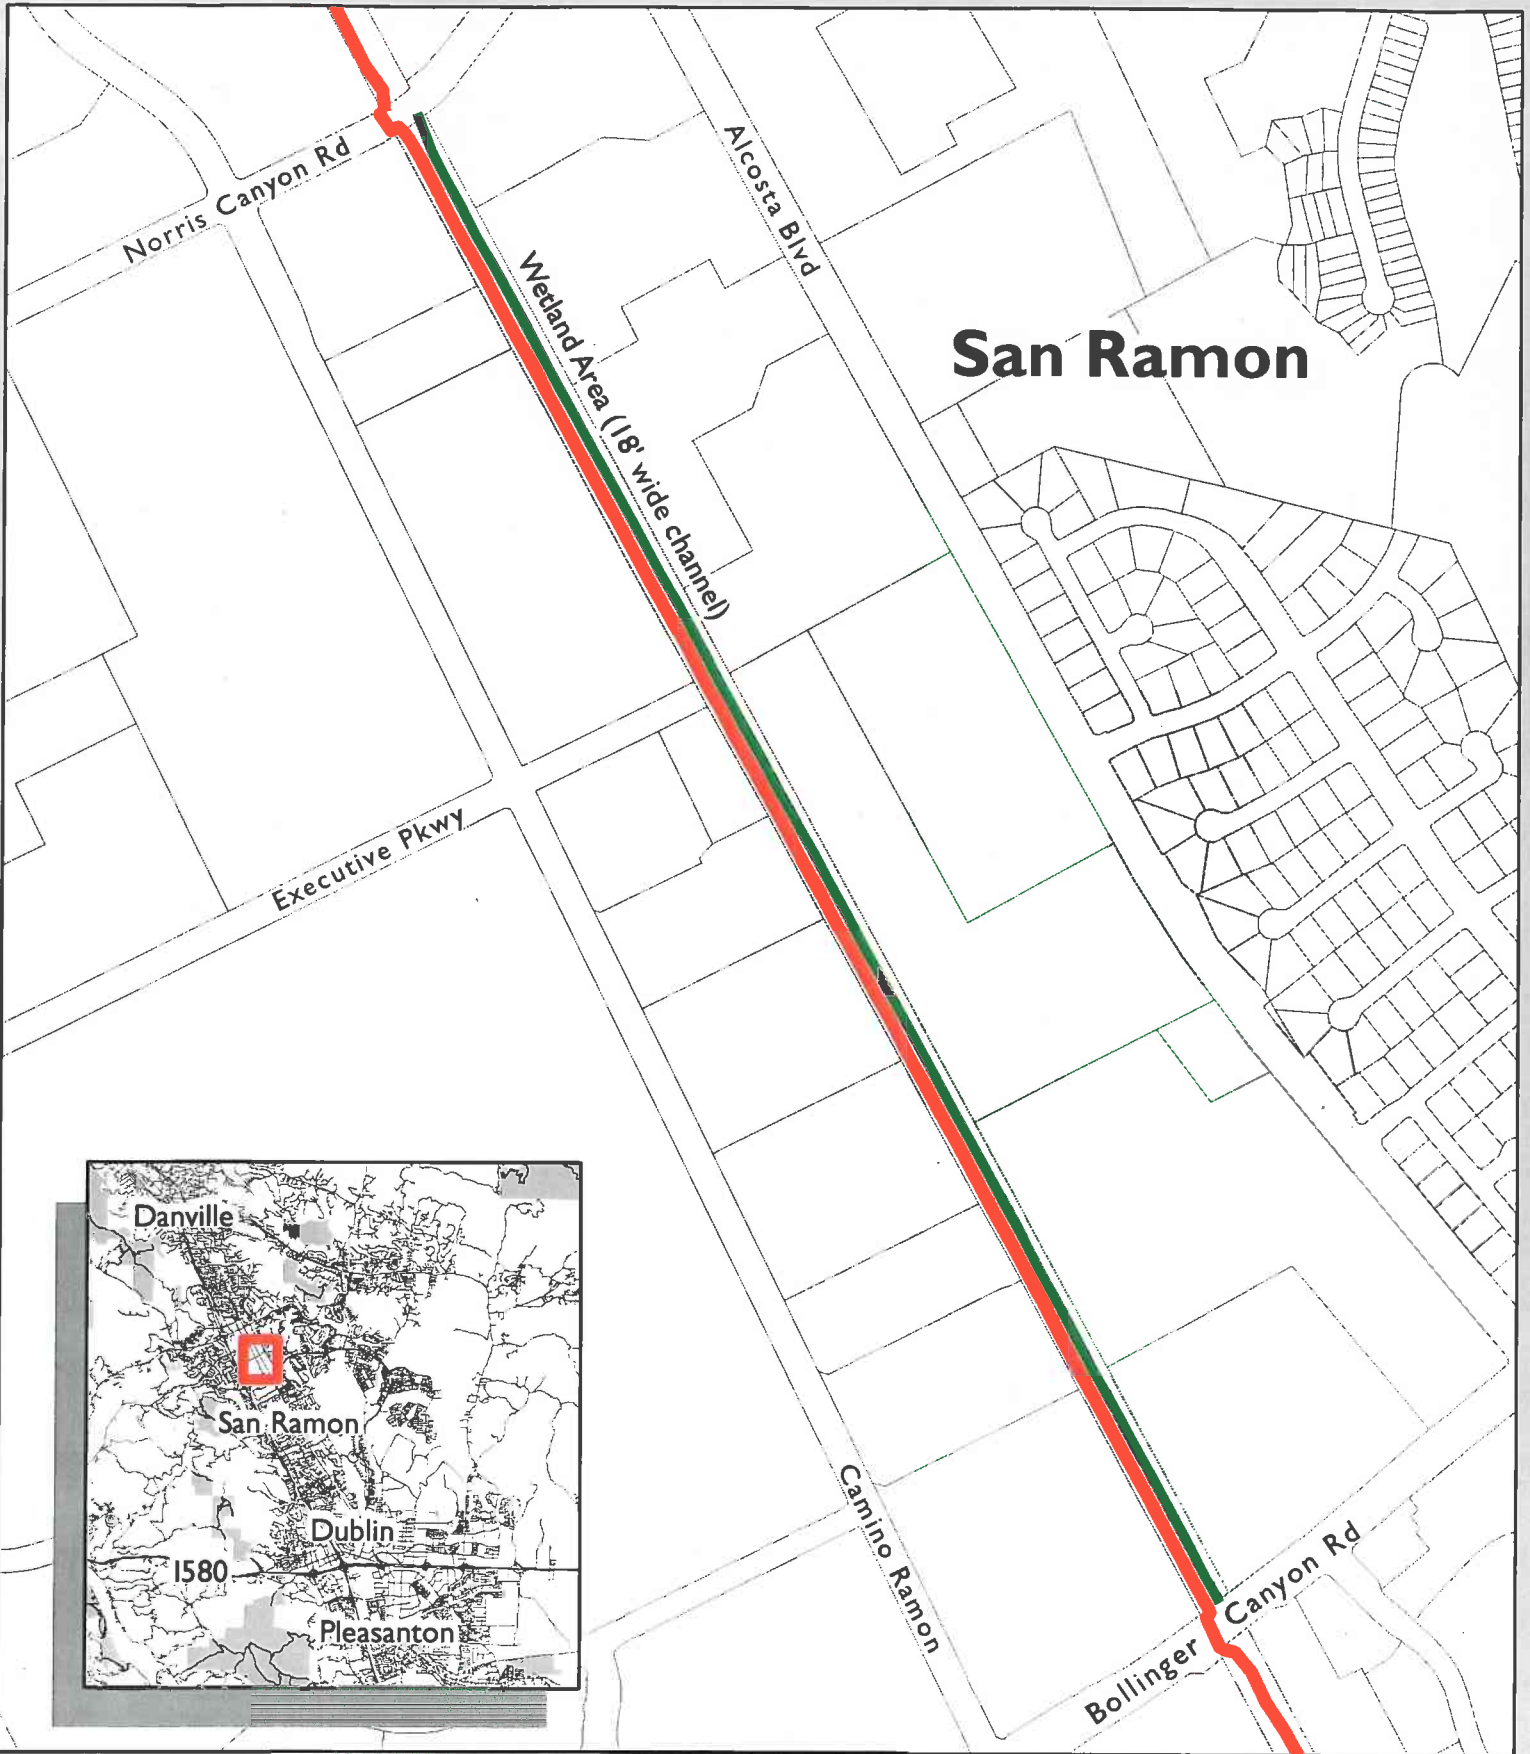 Norris Canyon Rd
Alcosta Blvd
Wetland Area (18' wide channel)
San Ramon
Executive Pkwy
Danville
San Ramon
Dublin
I580
Pleasanton
Camino Ramon
Bollinger Canyon Rd